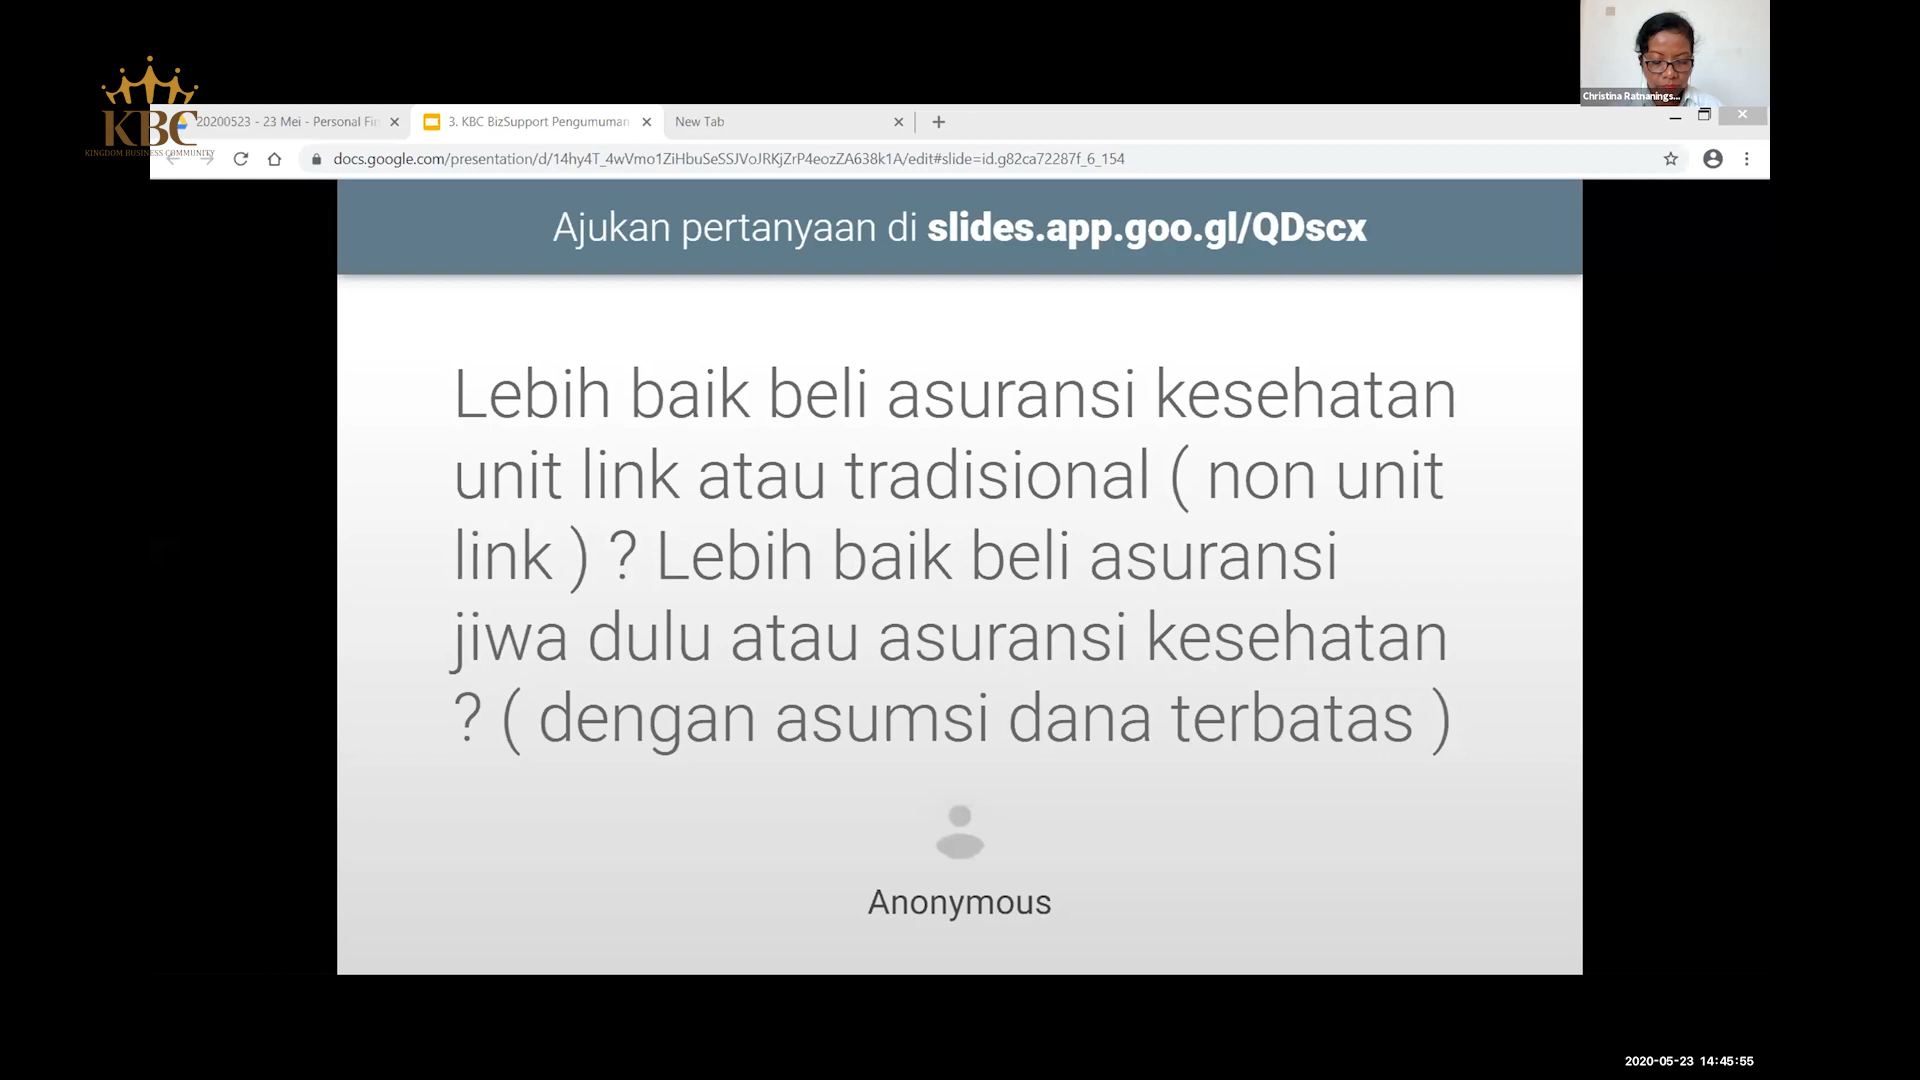 Christina Ratnanings...
KBC
KINGDOM BUSINESS COMMUNITY
20200523 - 23 Mei - Personal Fin
3. KBC BizSupport Pengumuman
New Tab
docs.google.com/presentation/d/14hy4T_4wVmo1ZiHbuSeSSJVoJRKjZrP4eozZA638k1A/edit#slide=id.g82ca72287f_6_154
Ajukan pertanyaan di slides.app.goo.gl/QDscx
Lebih baik beli asuransi kesehatan
unit link atau tradisional ( non unit
link ) ? Lebih baik beli asuransi
jiwa dulu atau asuransi kesehatan
? ( dengan asumsi dana terbatas )
Anonymous
2020-05-23 14:45:55